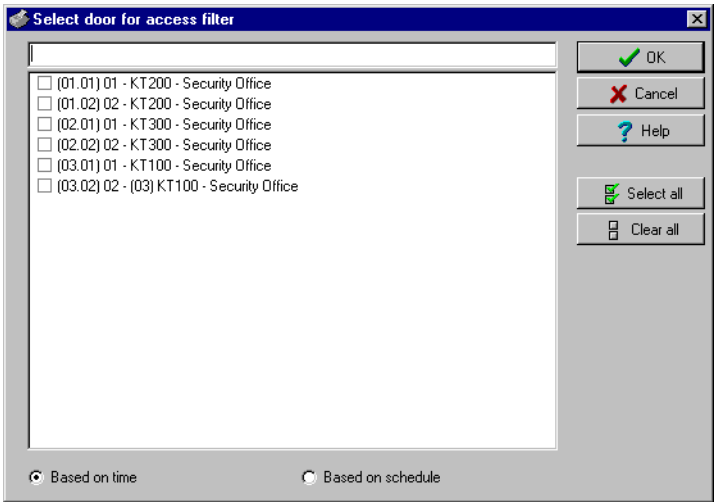 Select door for access filter
OK
(01.01) 01 - KT200 - Security Office
Cancel
(01.02) 02 - KT200 - Security Office
(02.01) 01 - KT300 - Security Office
Help
(02.02) 02 - KT300 - Security Office
(03.01) 01 - KT100 - Security Office
(03.02) 02 - (03) KT100 - Security Office
Select all
Clear all
Based on time
Based on schedule